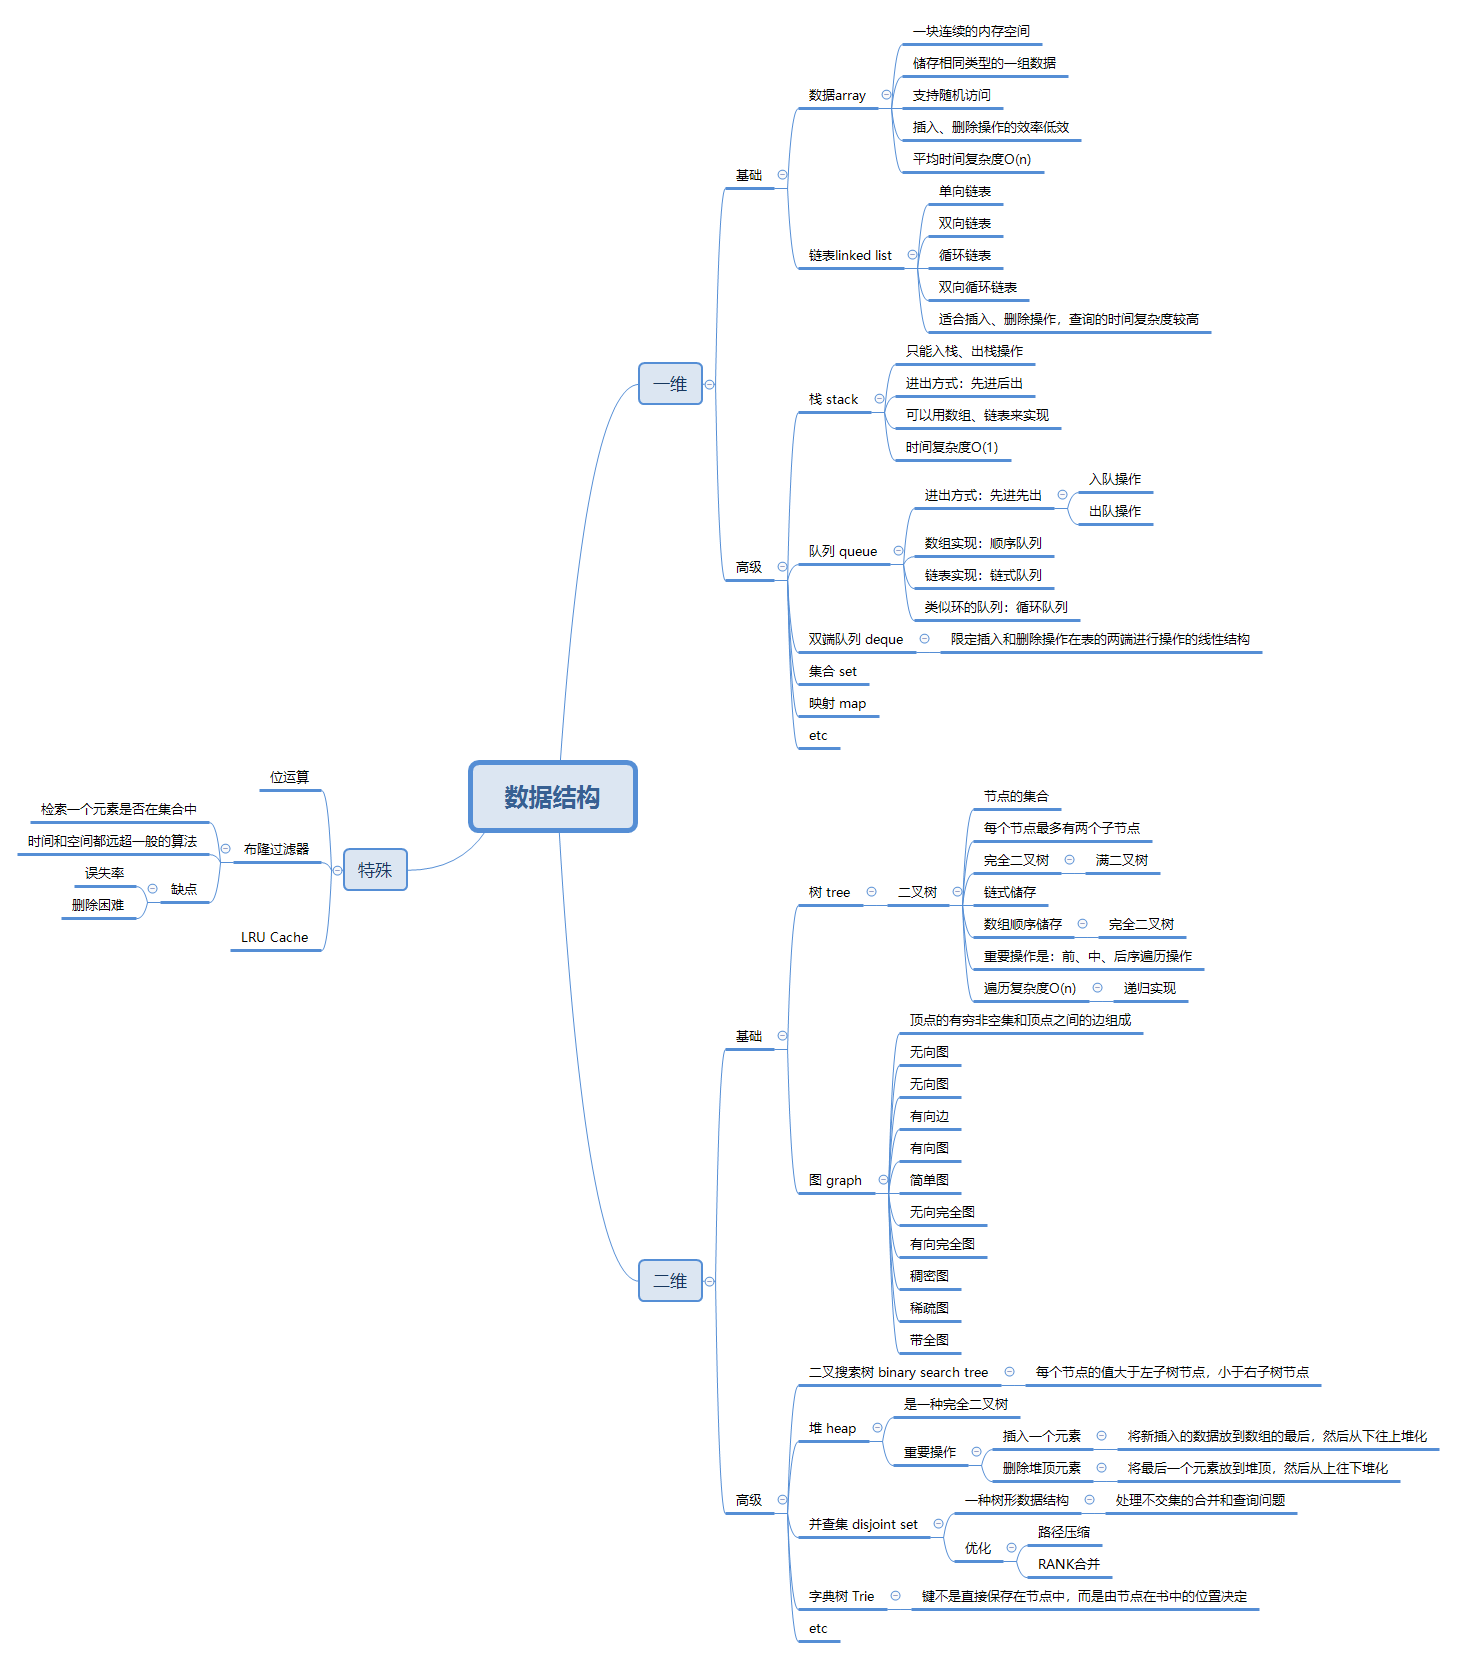 数据结构
一维
基础
数据array
一块连续的内存空间
储存相同类型的一组数据
支持随机访问
插入、删除操作的效率低效
平均时间复杂度O(n)
链表linked list
单向链表
双向链表
循环链表
双向循环链表
适合插入、删除操作，查询的时间复杂度较高
高级
栈 stack
只能入栈、出栈操作
进出方式：先进后出
可以用数组、链表来实现
时间复杂度O(1)
队列 queue
进出方式：先进先出
入队操作
出队操作
数组实现：顺序队列
链表实现：链式队列
类似环的队列：循环队列
双端队列 deque
限定插入和删除操作在表的两端进行操作的线性结构
集合 set
映射 map
etc
二维
基础
树 tree
二叉树
节点的集合
每个节点最多有两个子节点
完全二叉树
满二叉树
链式储存
数组顺序储存
完全二叉树
重要操作是：前、中、后序遍历操作
遍历复杂度O(n)
递归实现
图 graph
顶点的有穷非空集和顶点之间的边组成
无向图
无向图
有向边
有向图
简单图
无向完全图
有向完全图
稠密图
稀疏图
带全图
高级
二叉搜索树 binary search tree
每个节点的值大于左子树节点，小于右子树节点
堆 heap
是一种完全二叉树
重要操作
插入一个元素
将新插入的数据放到数组的最后，然后从下往上堆化
删除堆顶元素
将最后一个元素放到堆顶，然后从上往下堆化
并查集 disjoint set
一种树形数据结构
处理不交集的合并和查询问题
优化
路径压缩
RANK合并
字典树 Trie
键不是直接保存在节点中，而是由节点在书中的位置决定
etc
特殊
位运算
布隆过滤器
检索一个元素是否在集合中
时间和空间都远超一般的算法
缺点
误失率
删除困难
LRU Cache